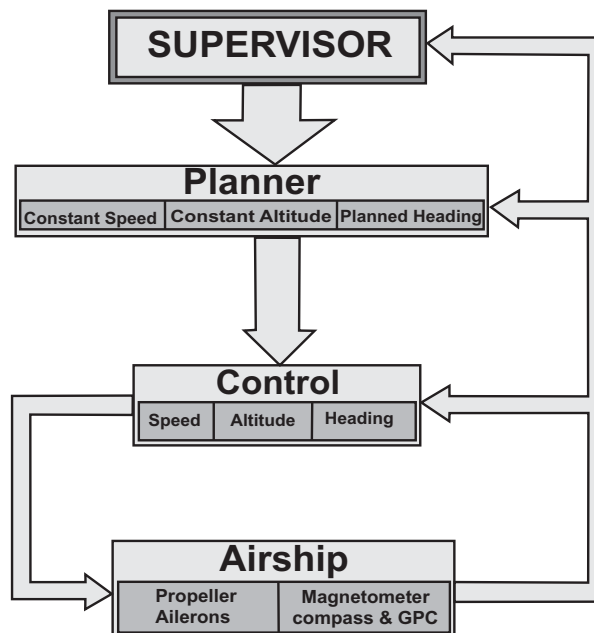 SUPERVISOR
Planner
Constant Speed
Constant Altitude
Planned Heading
Control
Speed
Altitude
Heading
Airship
Propeller
Ailerons
Magnetometer
compass & GPC